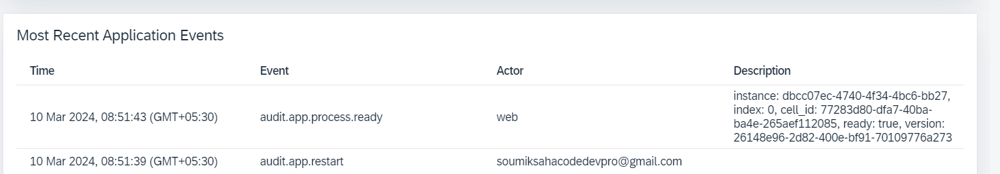 Most Recent Application Events
Time Event Actor Description
10 Mar 2024, 08:51:43 (GMT+05:30) audit.app.process.ready web
instance: dbcc07ec-4740-4f34-4bc6-bb27,
index: 0, cell_id: 77283d80-dfa7-40ba-
ba4e-265aef112085, ready: true, version:
26148e96-2d82-400e-bf91-70109776a273
10 Mar 2024, 08:51:39 (GMT+05:30) audit.app.restart soumiksahacodedevpro@gmail.com